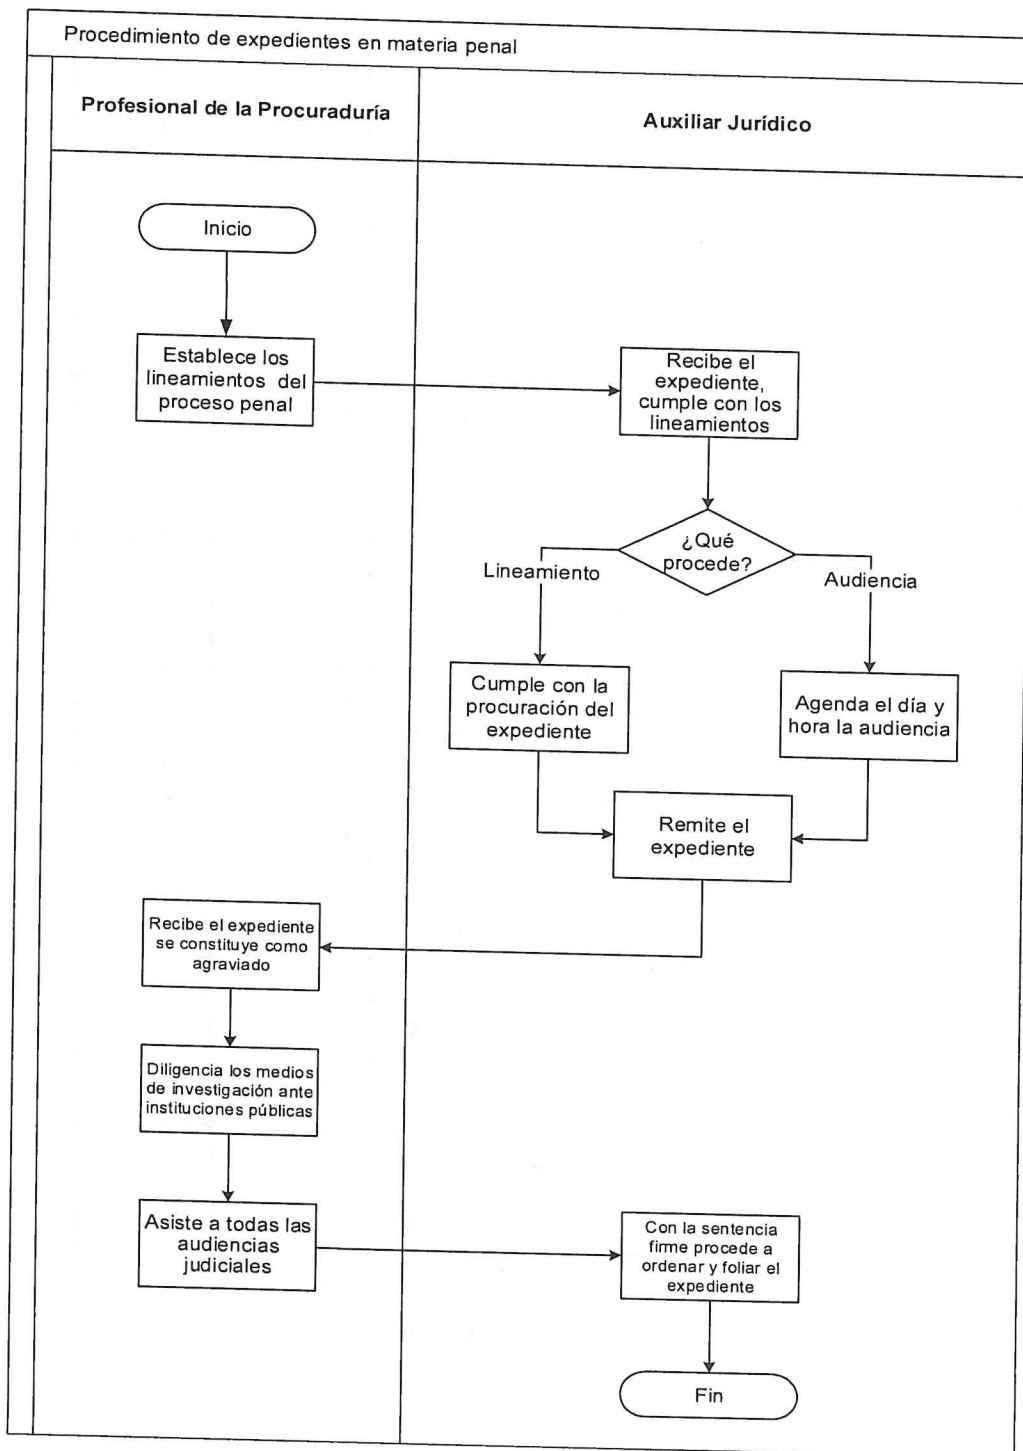 Procedimiento de expedientes en materia penal
Profesional de la Procuraduría
Auxiliar Jurídico
Inicio
Establece los
lineamientos del
proceso penal
Recibe el
expediente,
cumple con los
lineamientos
¿Qué
procede?
Lineamiento
Audiencia
Cumple con la
procuración del
expediente
Agenda el día y
hora la audiencia
Remite el
expediente
Recibe el expediente
se constituye como
agraviado
Diligencia los medios
de investigación ante
instituciones públicas
Asiste a todas las
audiencias
judiciales
Con la sentencia
firme procede a
ordenar y foliar el
expediente
Fin